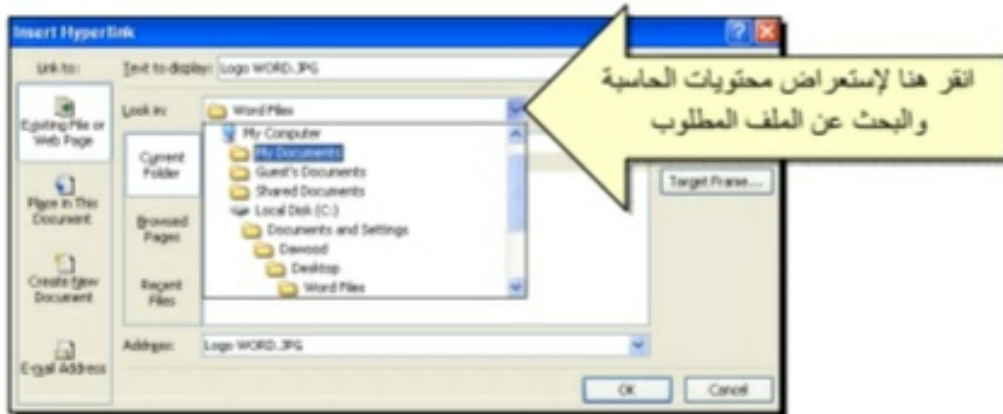 Insert Hyperlink
Link to:
Text to display: Logo WORD.JPG
انقر هنا لإستعراض محتويات الحاسبة
والبحث عن الملف المطلوب
Existing File or
Web Page
Look in: Word Files
My Computer
My Documents
Guest's Documents
Shared Documents
Local Disk (C:)
Documents and Settings
Dawood
Desktop
Word Files
Current
Folder
Browsed
Pages
Recent
Files
Target Frame...
Place in This
Document
Create New
Document
E-mail Address
Address: Logo WORD.JPG
OK
Cancel